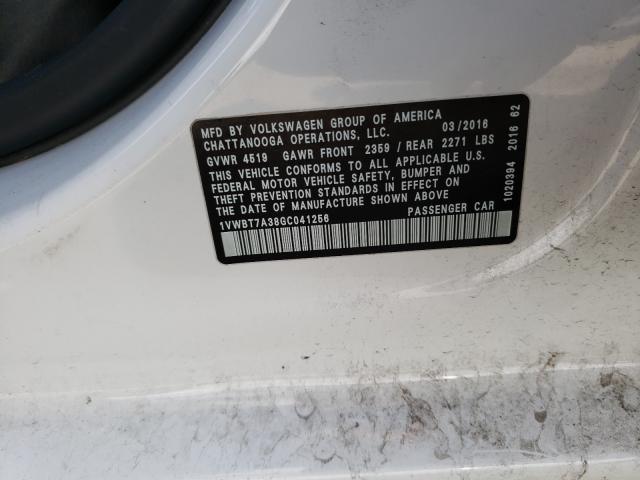 MFD BY VOLKSWAGEN GROUP OF AMERICA
CHATTANOOGA OPERATIONS, LLC. 03/2016
GVWR 4519 GAWR FRONT 2359 / REAR 2271 LBS
THIS VEHICLE CONFORMS TO ALL APPLICABLE U.S.
FEDERAL MOTOR VEHICLE SAFETY, BUMPER AND
THEFT PREVENTION STANDARDS IN EFFECT ON
THE DATE OF MANUFACTURE SHOWN ABOVE
1VWBT7A38GC041256 PASSENGER CAR
1020394 2016 62